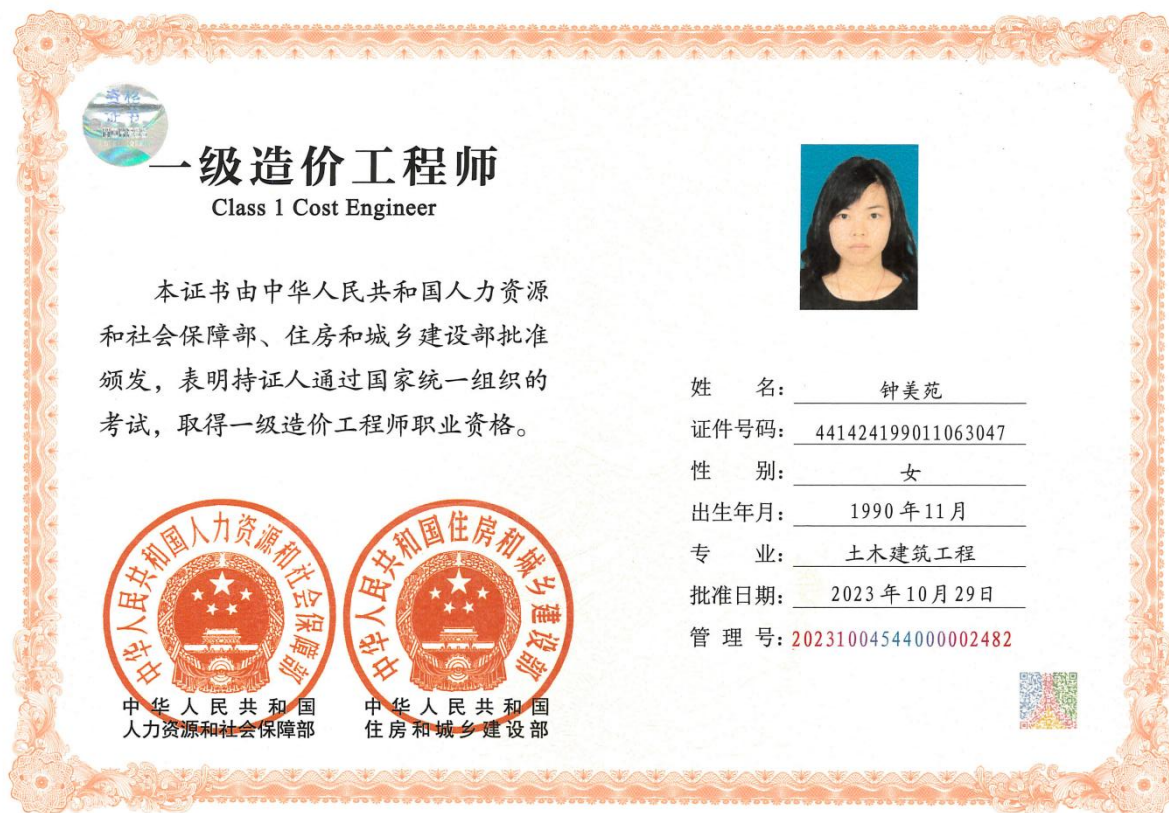 资格
证书
一级造价工程师
Class 1 Cost Engineer
本证书由中华人民共和国人力资源
和社会保障部、住房和城乡建设部批准
颁发，表明持证人通过国家统一组织的
考试，取得一级造价工程师职业资格。
中华人民共和国人力资源和社会保障部
中华人民共和国住房和城乡建设部
中华人民共和国
人力资源和社会保障部
中华人民共和国
住房和城乡建设部
姓 名：钟美苑
证件号码：441424199011063047
性 别：女
出生年月：1990年11月
专 业：土木建筑工程
批准日期：2023年10月29日
管 理 号：20231004544000002482